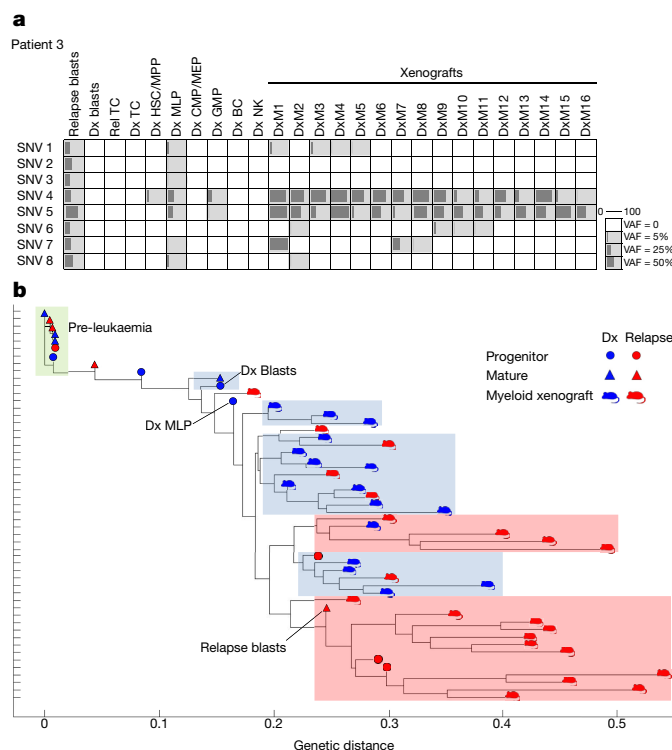 a
Patient 3
Xenografts
Relapse blasts
Dx blasts
Rel TC
Dx TC
Dx HSC/MPP
Dx MLP
Dx CMP/MEP
Dx GMP
Dx BC
Dx NK
DxM1
DxM2
DxM3
DxM4
DxM5
DxM6
DxM7
DxM8
DxM9
DxM10
DxM11
DxM12
DxM13
DxM14
DxM15
DxM16
SNV 1
SNV 2
SNV 3
SNV 4
SNV 5
SNV 6
SNV 7
SNV 8
0 100
VAF = 0
VAF = 5%
VAF = 25%
VAF = 50%
b
Pre-leukaemia
Dx Blasts
Dx MLP
Relapse blasts
Dx Relapse
Progenitor
Mature
Myeloid xenograft
0 0.1 0.2 0.3 0.4 0.5
Genetic distance